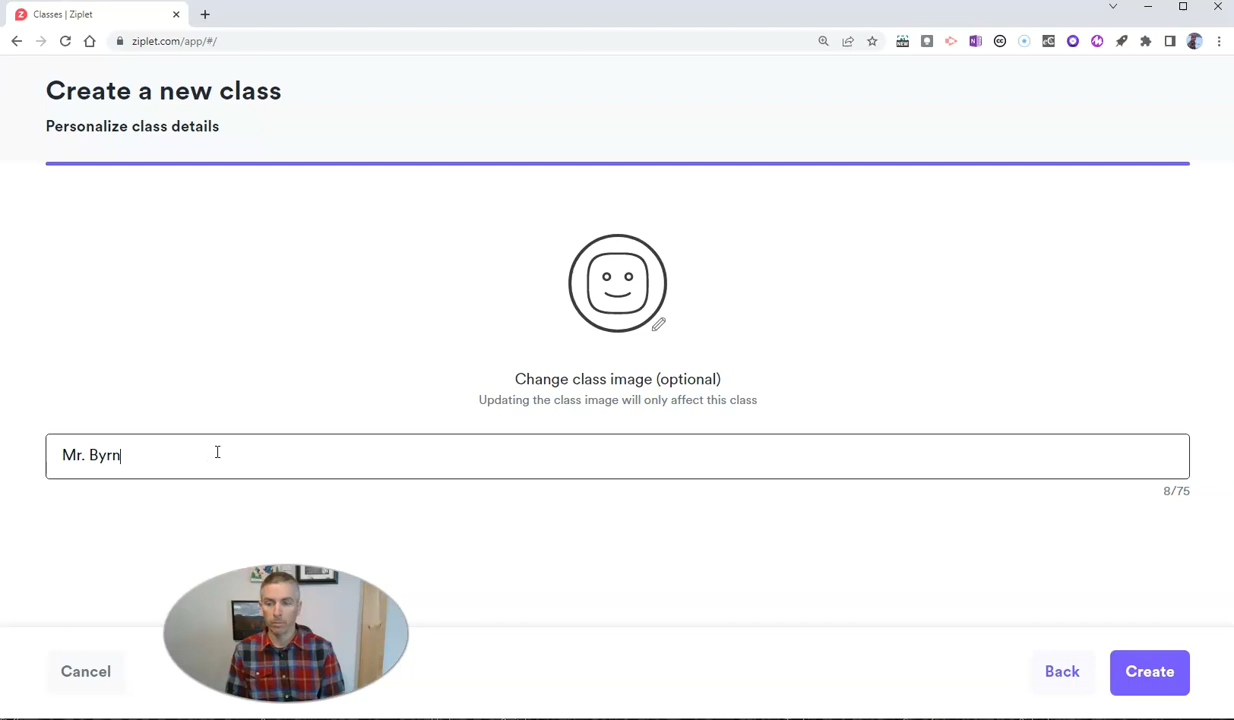 Classes | Ziplet
ziplet.com/app/#/
Create a new class
Personalize class details
Change class image (optional)
Updating the class image will only affect this class
Mr. Byrn
8/75
Cancel
Back
Create